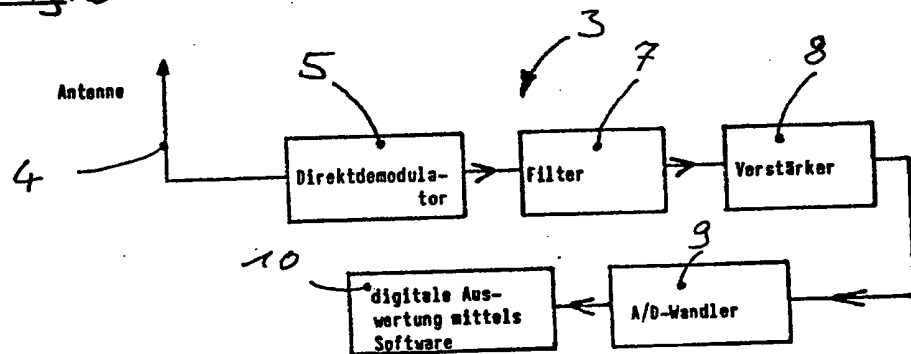 3
5
7
8
Antenne
4
Direktdemodula-
tor
Filter
Verstärker
10
9
digitale Aus-
wertung mittels
Software
A/D-Wandler